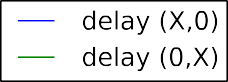 delay (X,0)
delay (0,X)